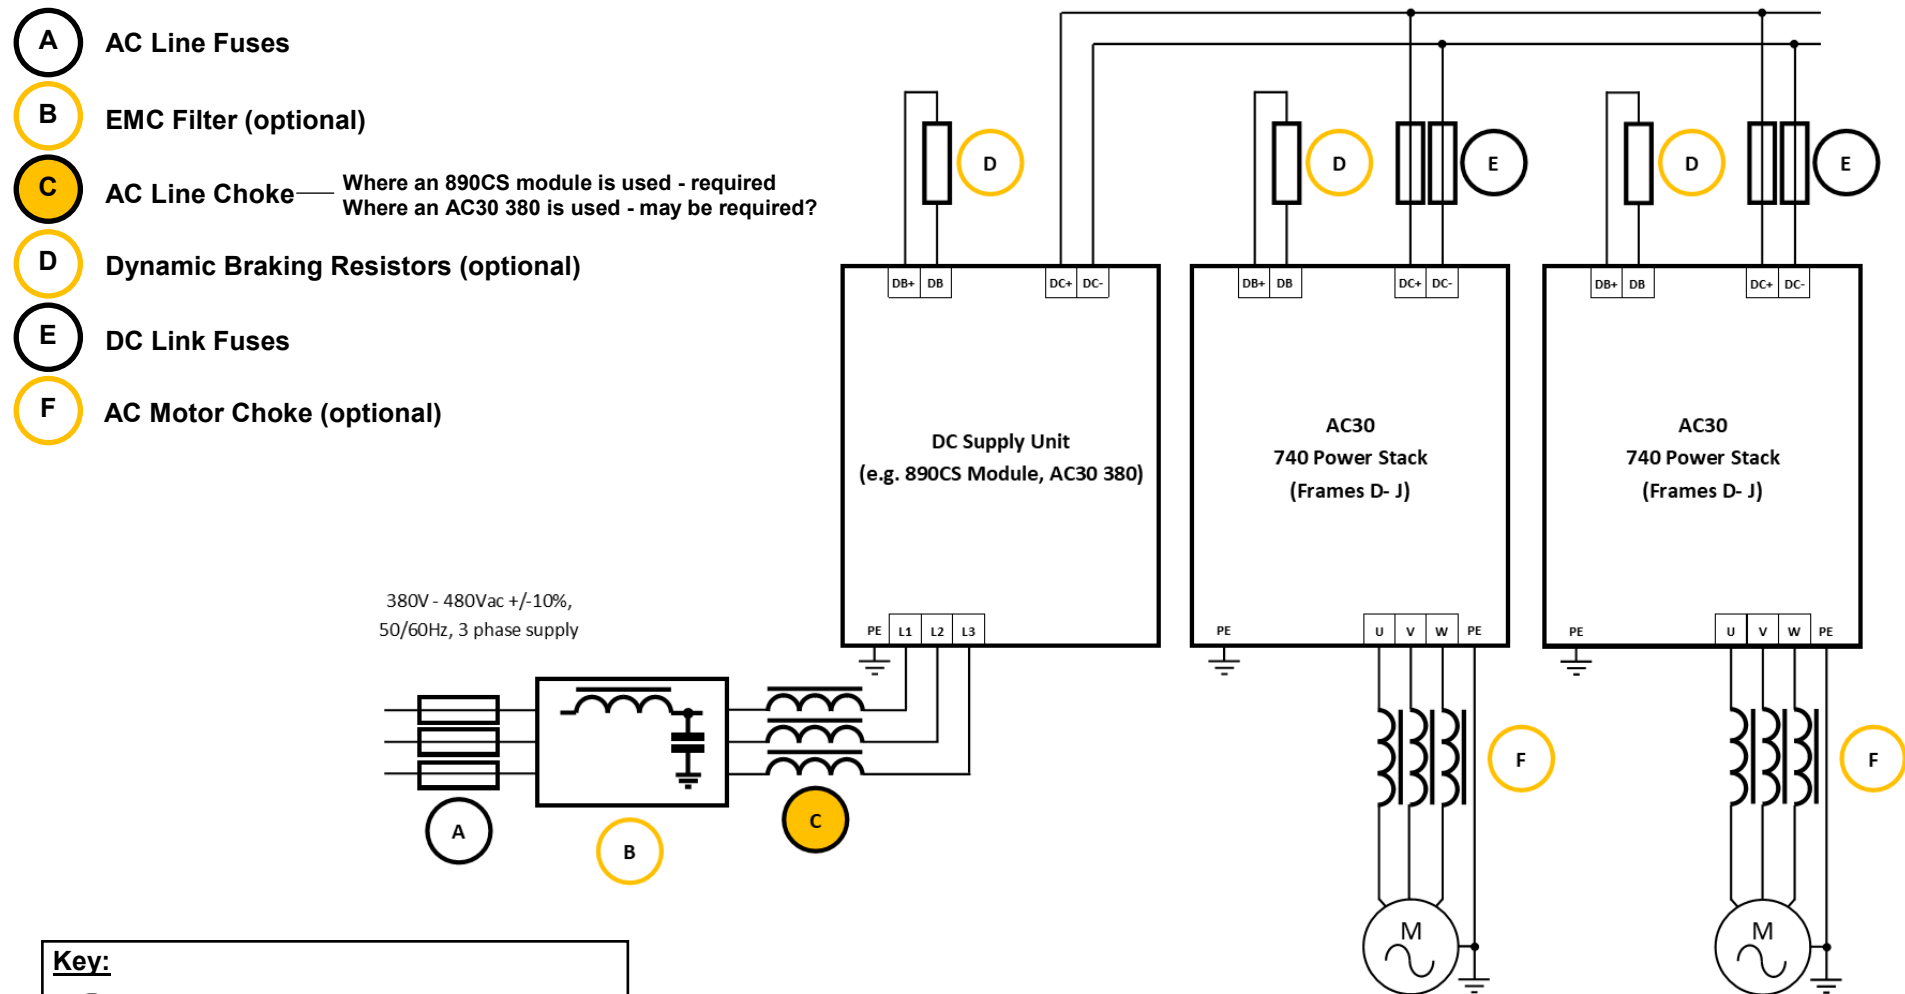 A AC Line Fuses
B EMC Filter (optional)
C AC Line Choke
Where an 890CS module is used - required
Where an AC30 380 is used - may be required?
D Dynamic Braking Resistors (optional)
E DC Link Fuses
F AC Motor Choke (optional)
D
D
E
D
E
DB+ DB DC+ DC-
DB+ DB DC+ DC-
DB+ DB DC+ DC-
DC Supply Unit
(e.g. 890CS Module, AC30 380)
AC30
740 Power Stack
(Frames D- J)
AC30
740 Power Stack
(Frames D- J)
380V - 480Vac +/-10%,
50/60Hz, 3 phase supply
PE L1 L2 L3
PE U V W PE
PE U V W PE
A
B
C
F
F
M
M
Key: